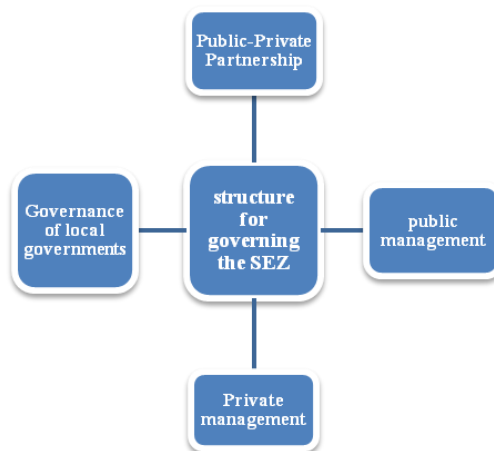 Public-Private
Partnership
Governance
of local
governments
structure
for
governing
the SEZ
public
management
Private
management